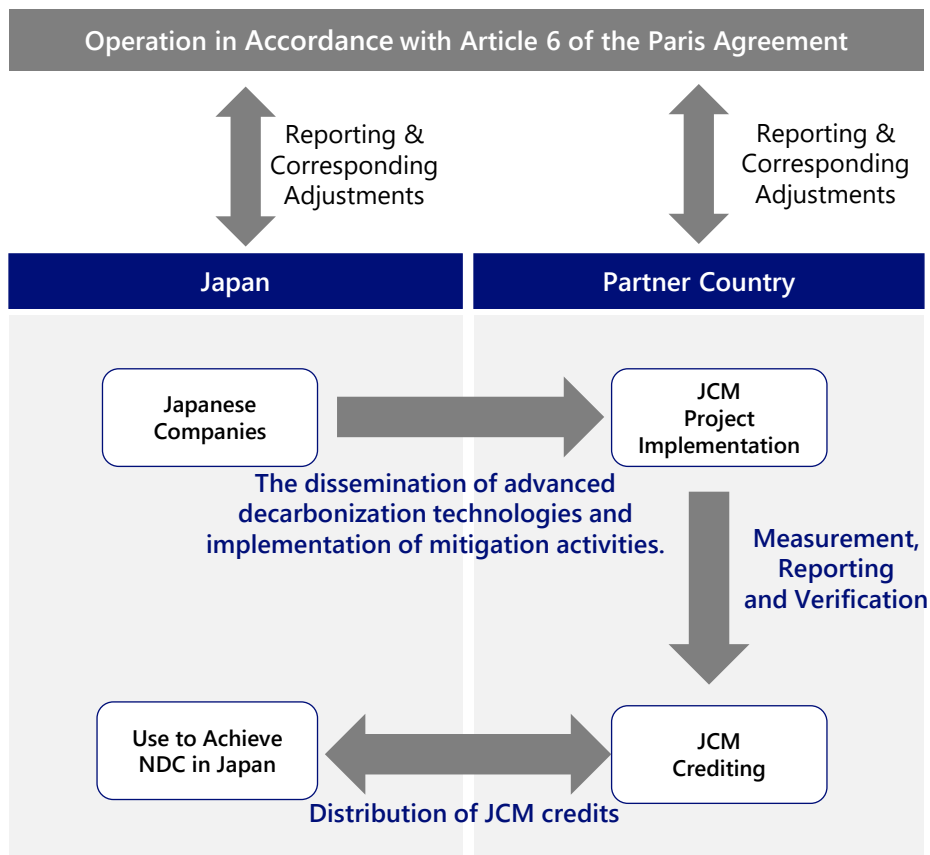 Operation in Accordance with Article 6 of the Paris Agreement
Reporting &
Corresponding
Adjustments
Reporting &
Corresponding
Adjustments
Japan
Partner Country
Japanese
Companies
JCM
Project
Implementation
The dissemination of advanced
decarbonization technologies and
implementation of mitigation activities.
Measurement,
Reporting
and Verification
Use to Achieve
NDC in Japan
JCM
Crediting
Distribution of JCM credits